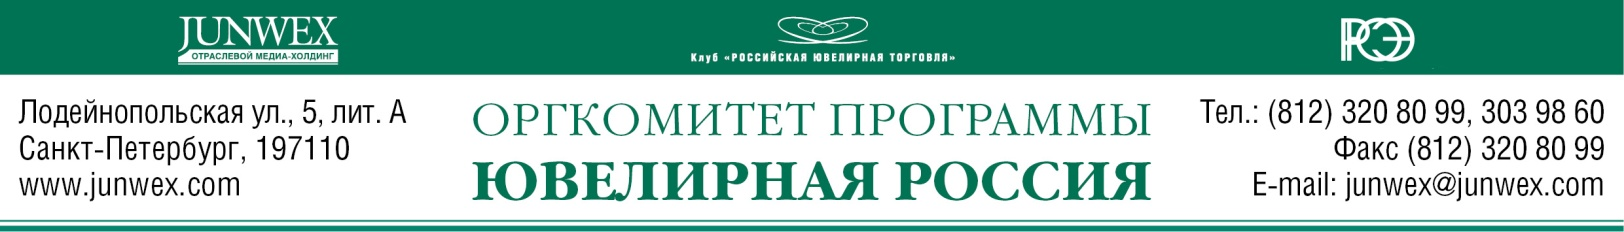 JUNWEX
ОТРАСЛЕВОЙ МЕДИА-ХОЛДИНГ
Клуб «РОССИЙСКАЯ ЮВЕЛИРНАЯ ТОРГОВЛЯ»
РСЭ
Лодейнопольская ул., 5, лит. А
Санкт-Петербург, 197110
www.junwex.com
ОРГКОМИТЕТ ПРОГРАММЫ
ЮВЕЛИРНАЯ РОССИЯ
Тел.: (812) 320 80 99, 303 98 60
Факс (812) 320 80 99
E-mail: junwex@junwex.com